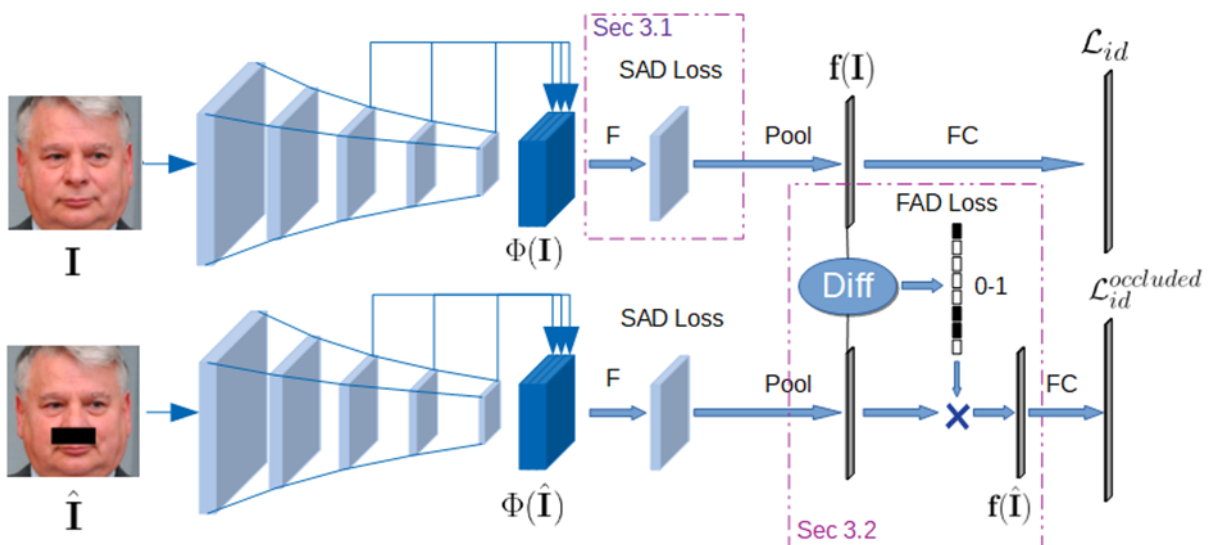 Sec 3.1
SAD Loss
f(I)
ℒ_id
F
Pool
FC
I
Φ(I)
FAD Loss
Diff
0-1
ℒ_id^occluded
SAD Loss
F
Pool
FC
Î
Φ(Î)
f(Î)
Sec 3.2